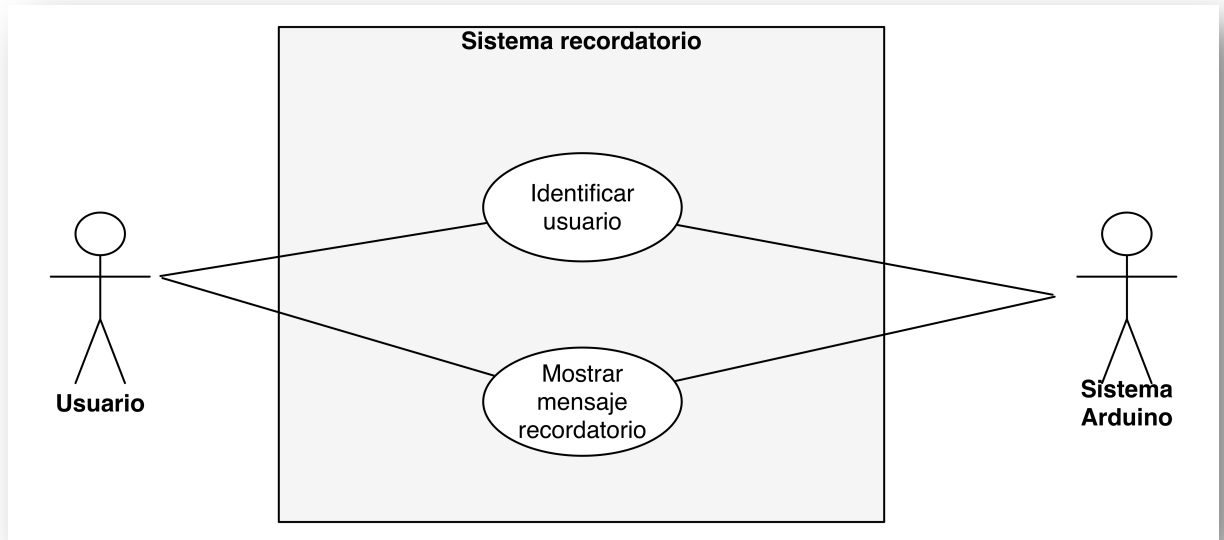 Sistema recordatorio
Identificar
usuario
Usuario
Mostrar
mensaje
recordatorio
Sistema
Arduino